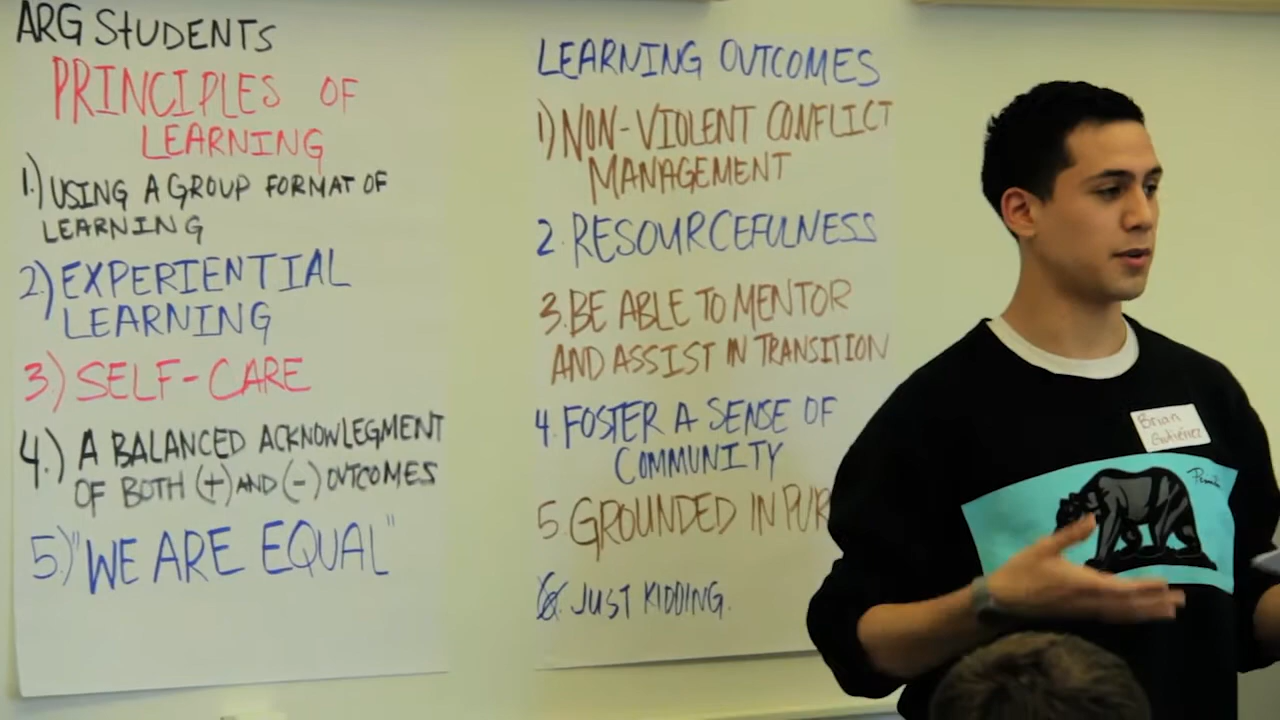 ARG STUDENTS
PRINCIPLES OF
LEARNING
1.) USING A GROUP FORMAT OF
LEARNING
2) EXPERIENTIAL
LEARNING
3) SELF-CARE
4.) A BALANCED ACKNOWLEGMENT
OF BOTH (+) AND (-) OUTCOMES
5) "WE ARE EQUAL"
LEARNING OUTCOMES
1) NON-VIOLENT CONFLICT
MANAGEMENT
2. RESOURCEFULNESS
3. BE ABLE TO MENTOR
AND ASSIST IN TRANSITION
4. FOSTER A SENSE OF
COMMUNITY
5 GROUNDED IN PUR
6. JUST KIDDING.
Brian
Gutiérrez